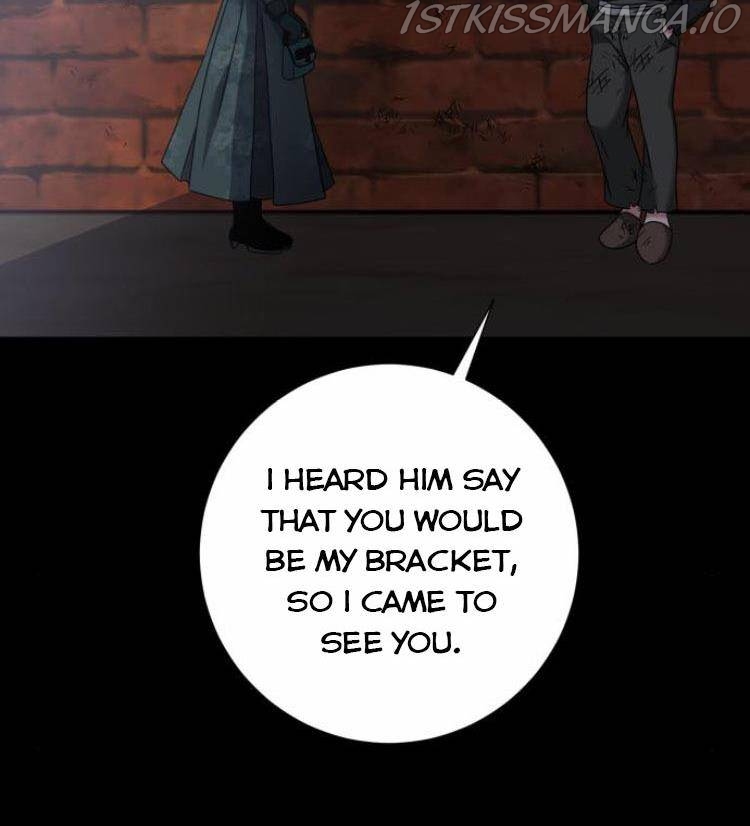 1STKISSMANGA.IO
I HEARD HIM SAY
THAT YOU WOULD
BE MY BRACKET,
SO I CAME TO
SEE YOU.